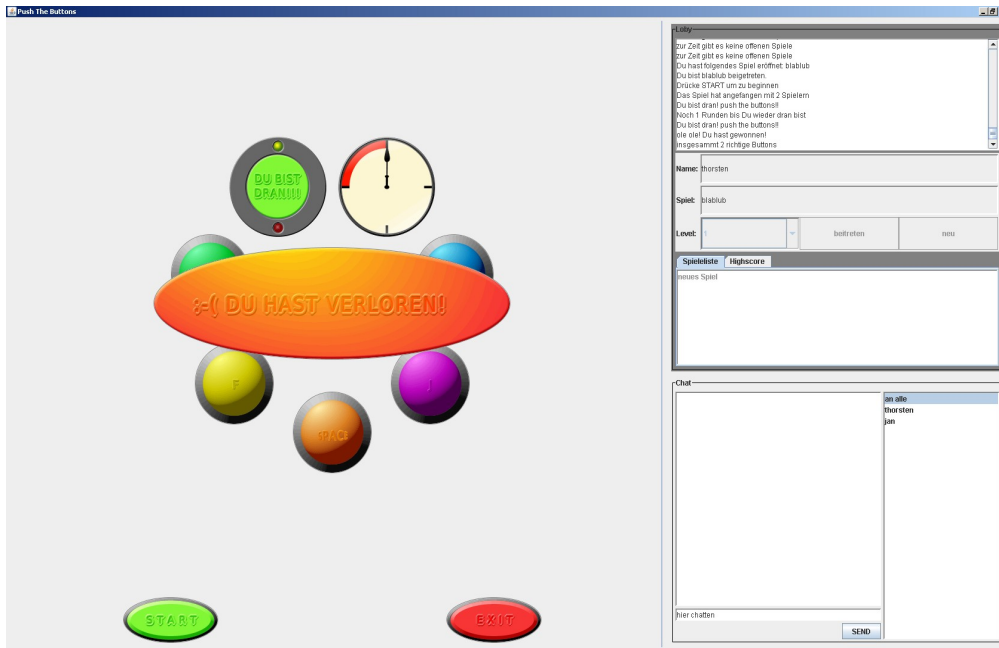 Push The Buttons
DU BIST
DRAN!!!!
:=( DU HAST VERLOREN!
F
J
SPACE
START
EXIT
Loby
zur Zeit gibt es keine offenen Spiele
zur Zeit gibt es keine offenen Spiele
Du hast folgendes Spiel eröffnet: blablub
Du bist blablub beigetreten.
Drücke START um zu beginnen
Das Spiel hat angefangen mit 2 Spielern
Du bist dran! push the buttons!!
Noch 1 Runden bis Du wieder dran bist
Du bist dran! push the buttons!!
ole ole! Du hast gewonnen!
insgesammt 2 richtige Buttons
Name: thorsten
Spiel: blablub
Level: 1 beitreten neu
Spieleliste Highscore
neues Spiel
Chat
an alle
thorsten
jan
hier chatten
SEND